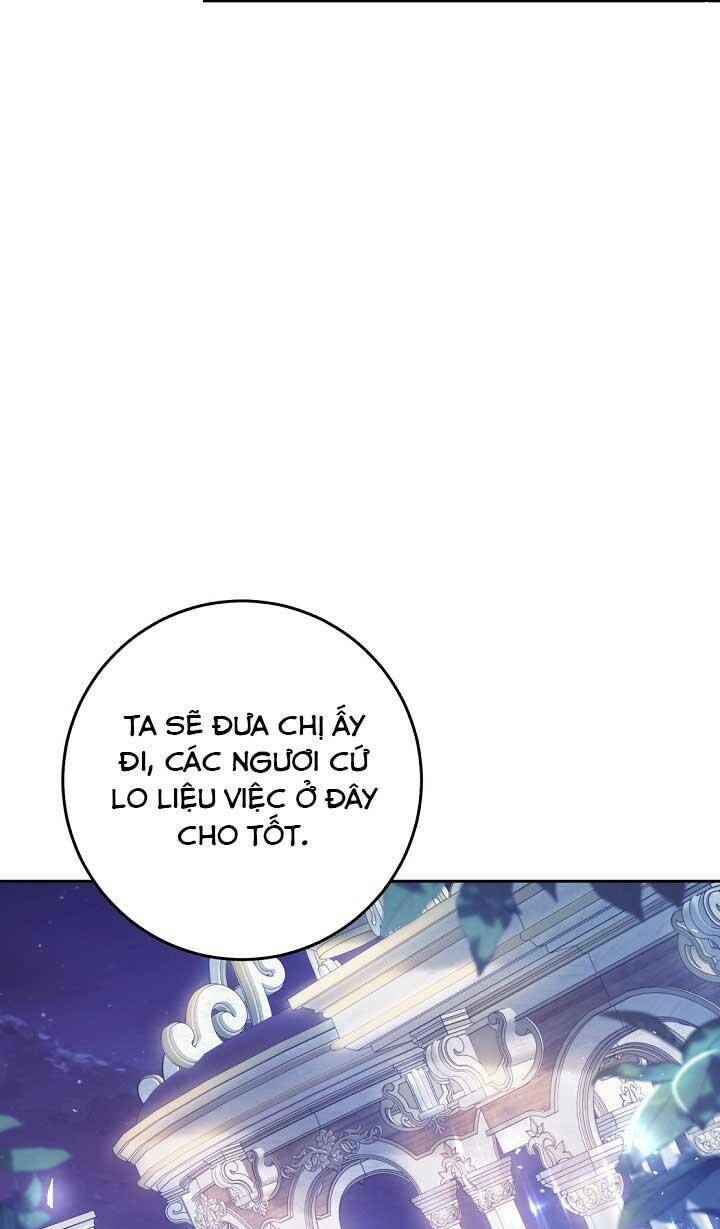 TA SẼ ĐƯA CHỊ ẤY
ĐI, CÁC NGƯƠI CỨ
LO LIỆU VIỆC Ở ĐÂY
CHO TỐT.